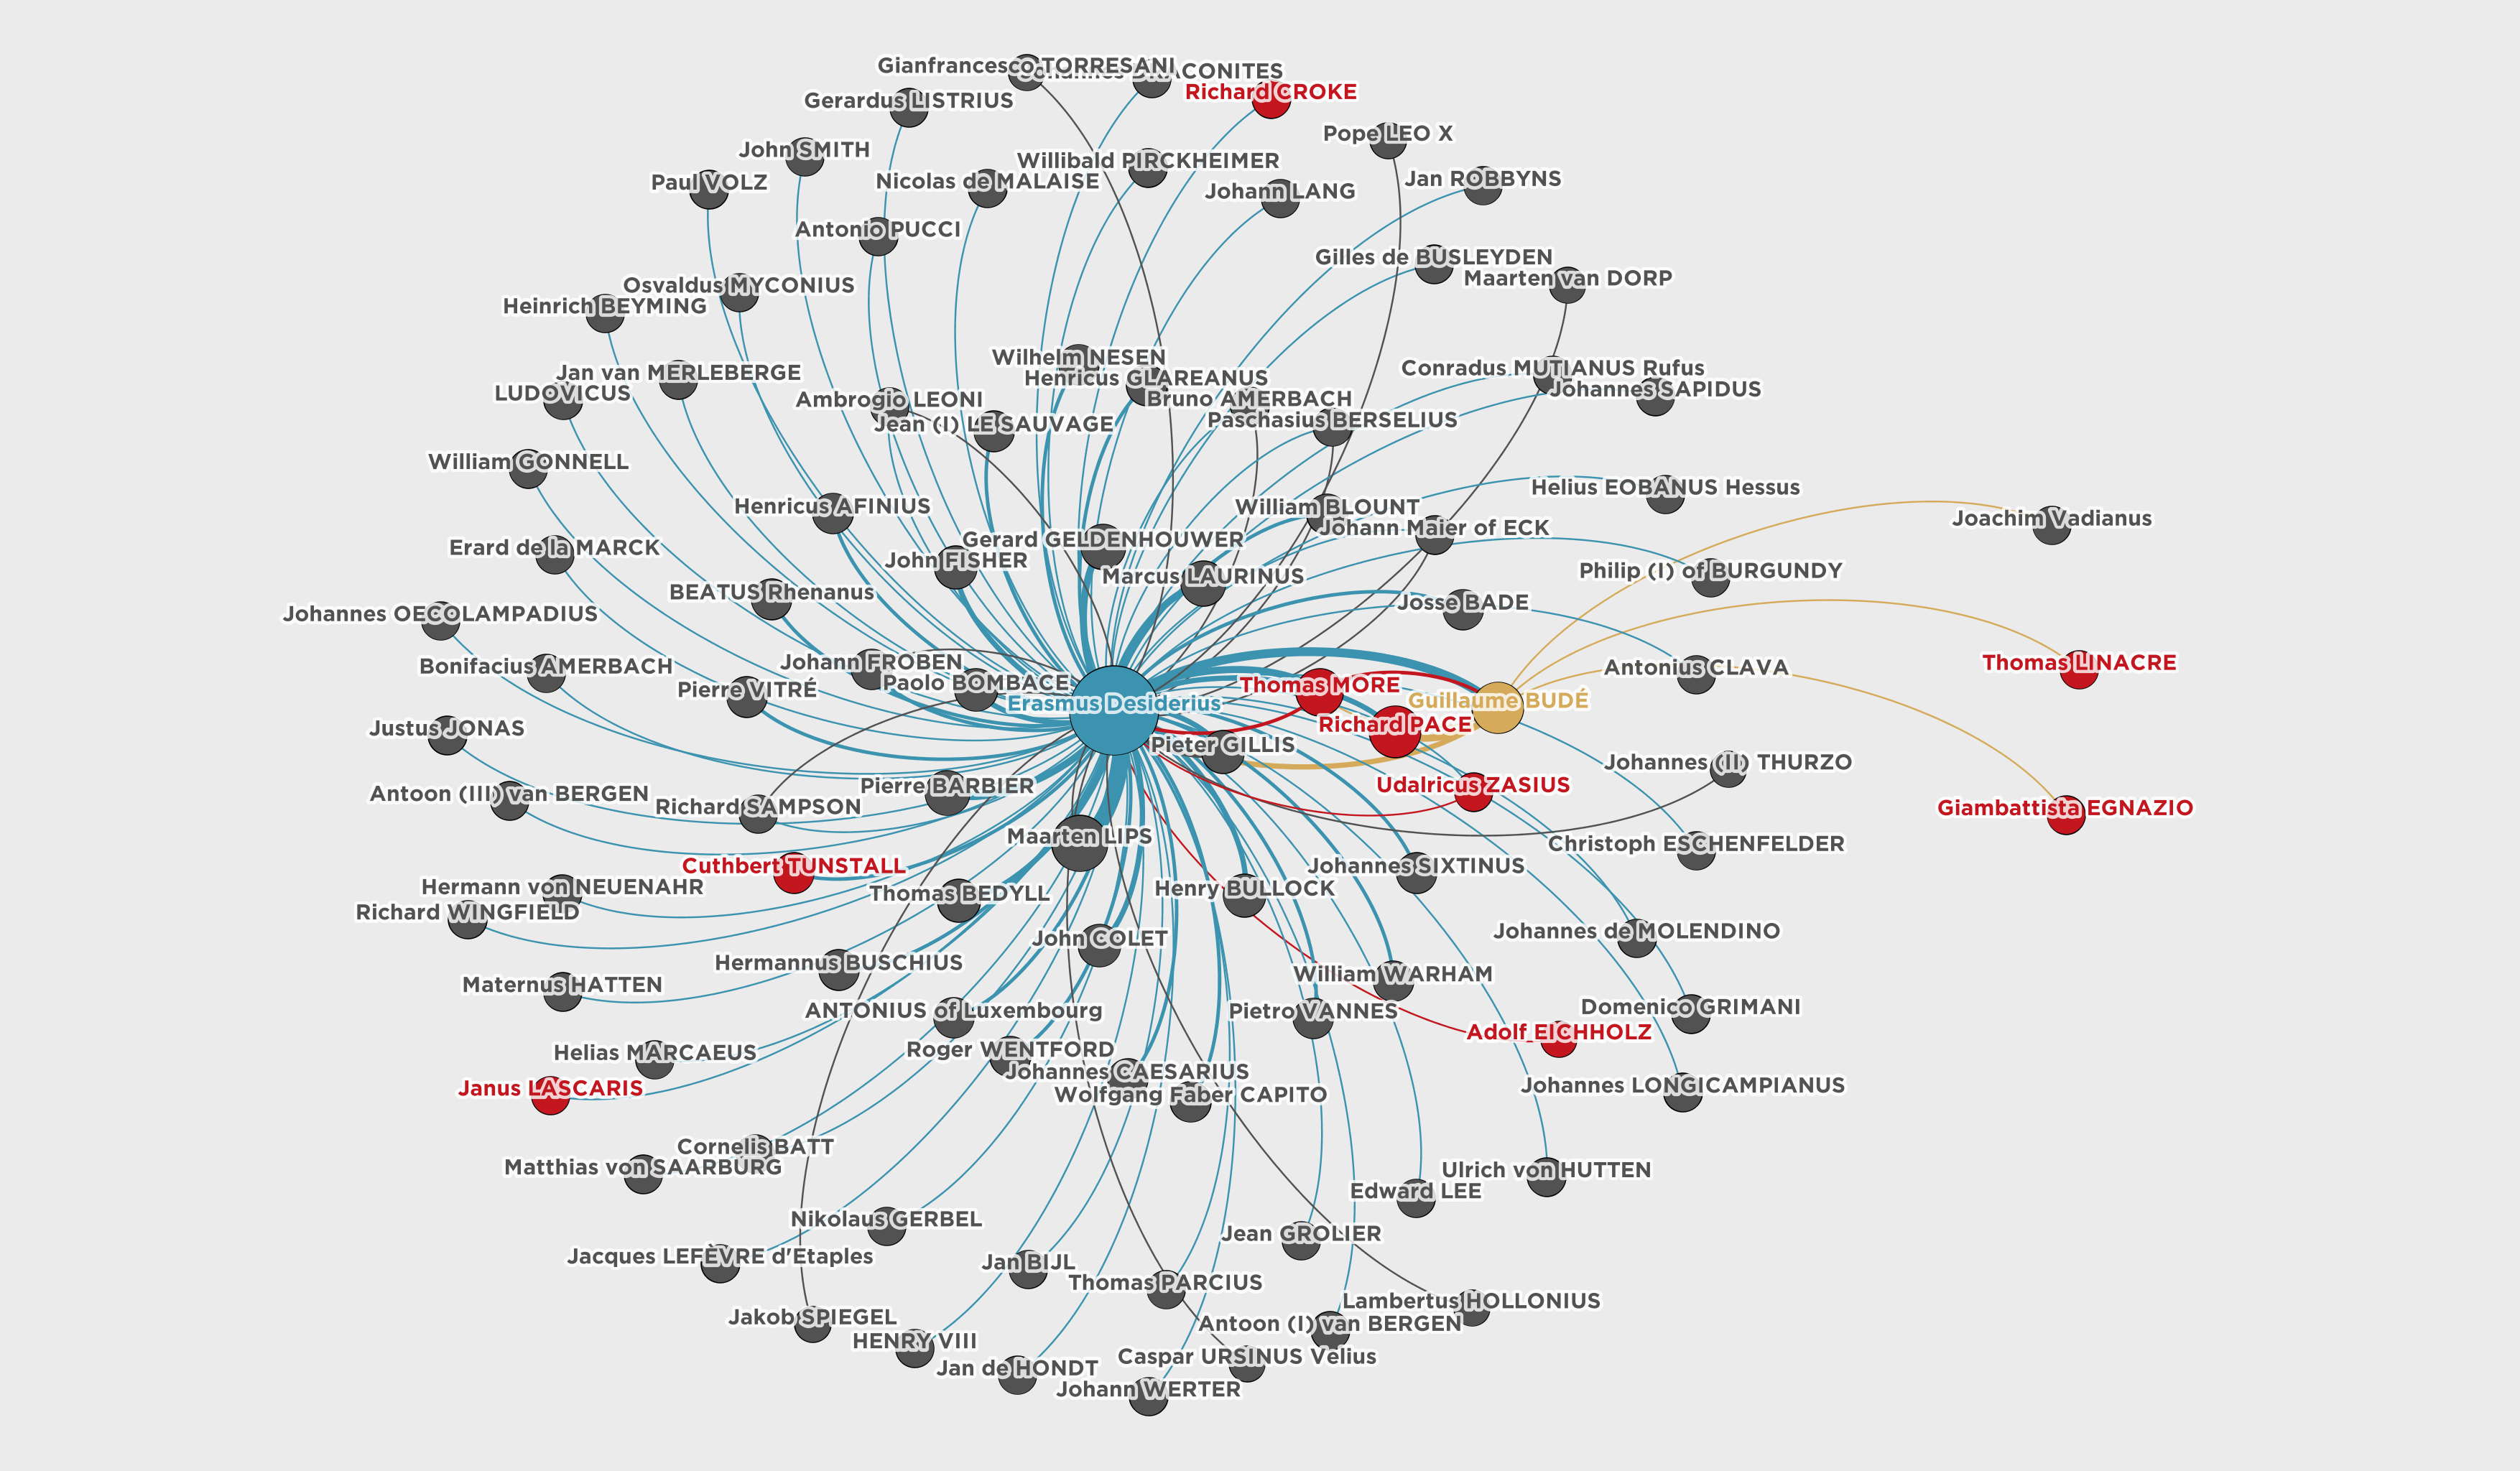 Gianfrancesco TORRESANI
Johannes DRACONITES
Richard CROKE
Gerardus LISTRIUS
Pope LEO X
John SMITH
Willibald PIRCKHEIMER
Paul VOLZ
Nicolas de MALAISE
Johann LANG
Jan ROBBYNS
Antonio PUCCI
Gilles de BUSLEYDEN
Maarten van DORP
Osvaldus MYCONIUS
Heinrich BEYMING
Wilhelm NESEN
Conradus MUTIANUS Rufus
Jan van MERLEBERGE
Henricus GLAREANUS
LUDOVICUS
Johannes SAPIDUS
Ambrogio LEONI
Bruno AMERBACH
Jean (I) LE SAUVAGE
Paschasius BERSELIUS
William GONNELL
Helius EOBANUS Hessus
Henricus AFINIUS
William BLOUNT
Joachim Vadianus
Johann Maier of ECK
Gerard GELDENHOUWER
Erard de la MARCK
John FISHER
Marcus LAURINUS
Philip (I) of BURGUNDY
BEATUS Rhenanus
Josse BADE
Johannes OECOLAMPADIUS
Johann FROBEN
Thomas LINACRE
Bonifacius AMERBACH
Antonius CLAVA
Paolo BOMBACE
Thomas MORE
Pierre VITRÉ
Erasmus Desiderius
Guillaume BUDÉ
Justus JONAS
Richard PACE
Pieter GILLIS
Johannes (II) THURZO
Pierre BARBIER
Udalricus ZASIUS
Antoon (III) van BERGEN
Richard SAMPSON
Giambattista EGNAZIO
Maarten LIPS
Christoph ESCHENFELDER
Cuthbert TUNSTALL
Johannes SIXTINUS
Hermann von NEUENAHR
Thomas BEDYLL
Henry BULLOCK
Richard WINGFIELD
Johannes de MOLENDINO
John COLET
Hermannus BUSCHIUS
William WARHAM
Maternus HATTEN
Domenico GRIMANI
ANTONIUS of Luxembourg
Pietro VANNES
Adolf EICHHOLZ
Roger WENTFORD
Helias MARCAEUS
Johannes CAESARIUS
Johannes LONGICAMPIANUS
Janus LASCARIS
Wolfgang Faber CAPITO
Cornelis BATT
Matthias von SAARBURG
Ulrich von HUTTEN
Edward LEE
Nikolaus GERBEL
Jean GROLIER
Jacques LEFÈVRE d'Etaples
Jan BIJL
Thomas PARCIUS
Lambertus HOLLONIUS
Jakob SPIEGEL
Antoon (I) van BERGEN
HENRY VIII
Caspar URSINUS Velius
Jan de HONDT
Johann WERTER